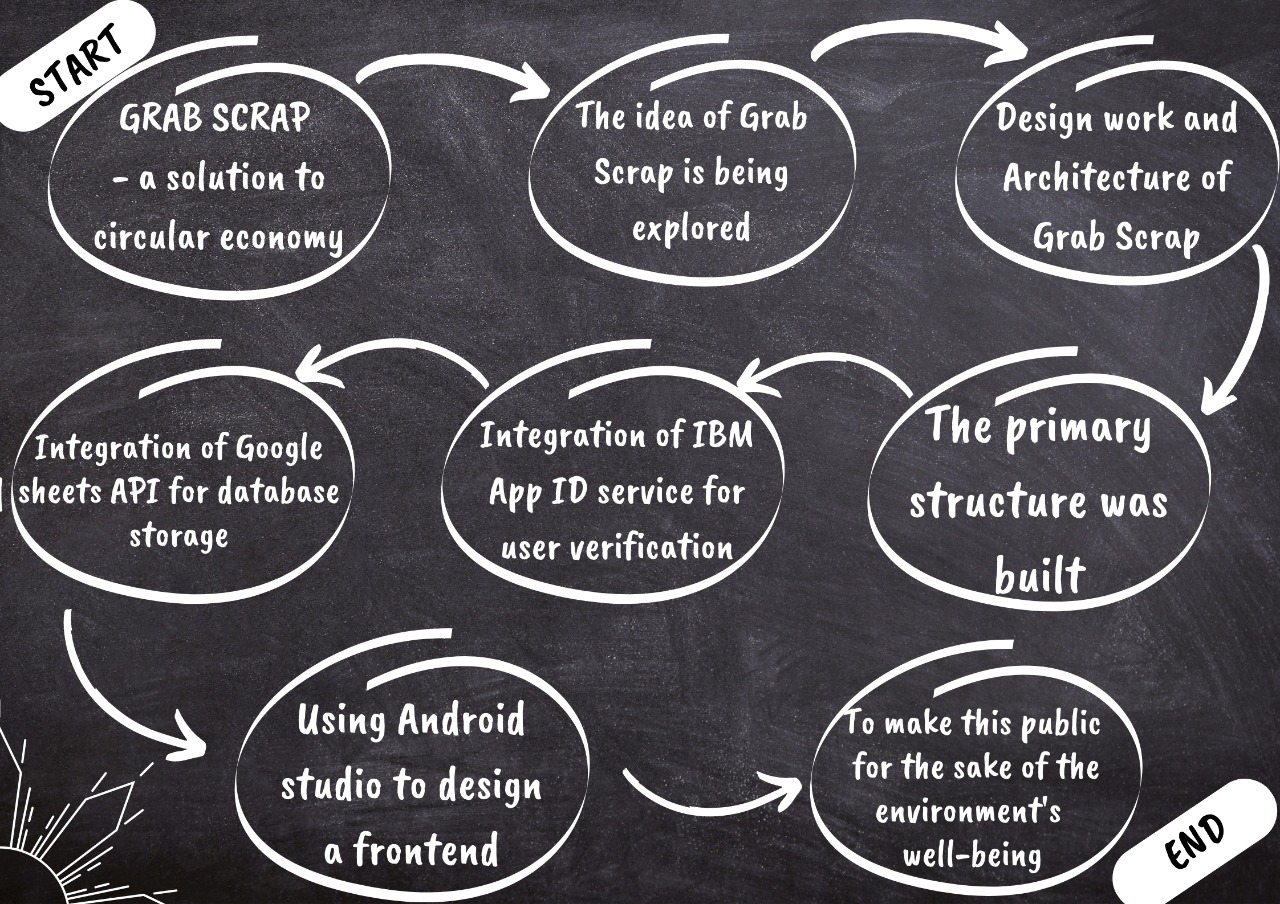 START
GRAB SCRAP
- a solution to
circular economy
The idea of Grab
Scrap is being
explored
Design work and
Architecture of
Grab Scrap
The primary
structure was
built
Integration of IBM
App ID service for
user verification
Integration of Google
sheets API for database
storage
Using Android
studio to design
a frontend
To make this public
for the sake of the
environment's
well-being
END